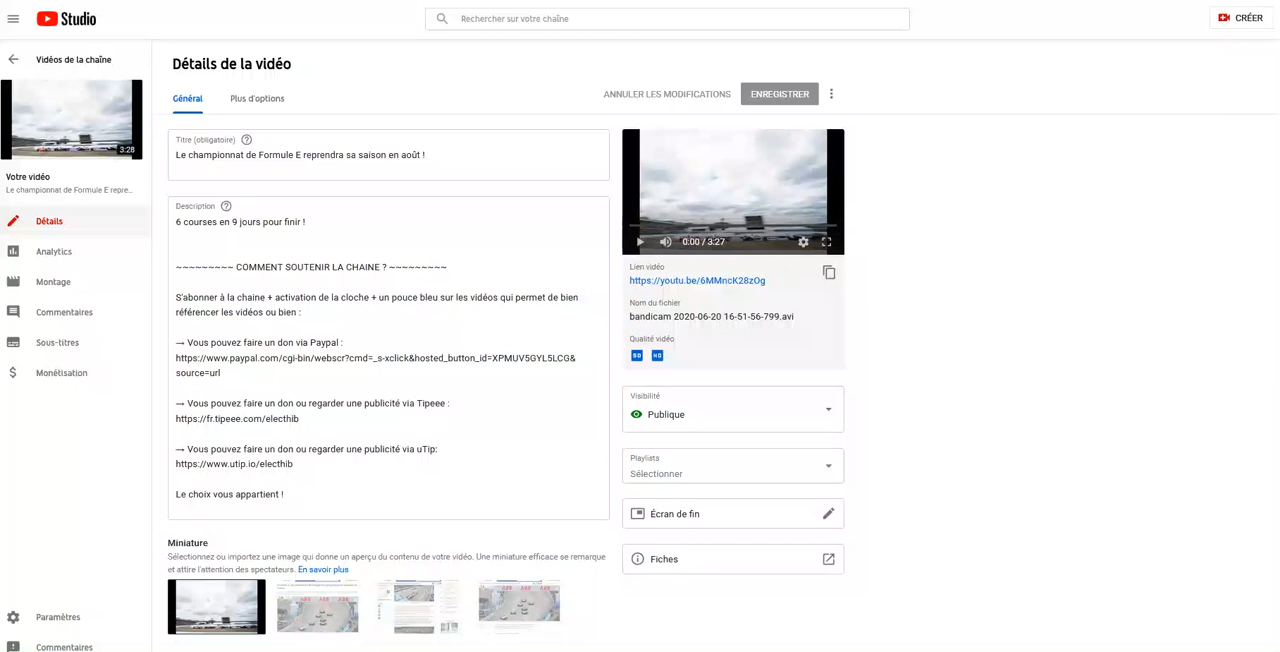 Studio
Rechercher sur votre chaîne
CRÉER
Vidéos de la chaîne
3:28
Votre vidéo
Le championnat de Formule E repre...
Détails
Analytics
Montage
Commentaires
Sous-titres
Monétisation
Paramètres
Commentaires
Détails de la vidéo
Général
Plus d'options
ANNULER LES MODIFICATIONS
ENREGISTRER
Titre (obligatoire)
Le championnat de Formule E reprendra sa saison en août !
Description
6 courses en 9 jours pour finir !
~~~~~~~~~ COMMENT SOUTENIR LA CHAINE ? ~~~~~~~~~
S'abonner à la chaine + activation de la cloche + un pouce bleu sur les vidéos qui permet de bien
référencer les vidéos ou bien :
→ Vous pouvez faire un don via Paypal :
https://www.paypal.com/cgi-bin/webscr?cmd=_s-xclick&hosted_button_id=XPMUV5GYL5LCG&
source=url
→ Vous pouvez faire un don ou regarder une publicité via Tipeee :
https://fr.tipeee.com/electhib
→ Vous pouvez faire un don ou regarder une publicité via uTip:
https://www.utip.io/electhib
Le choix vous appartient !
Miniature
Sélectionnez ou importez une image qui donne un aperçu du contenu de votre vidéo. Une miniature efficace se remarque
et attire l'attention des spectateurs. En savoir plus
0:00 / 3:27
Lien vidéo
https://youtu.be/6MMncK28zOg
Nom du fichier
bandicam 2020-06-20 16-51-56-799.avi
Qualité vidéo
SD HD
Visibilité
Publique
Playlists
Sélectionner
Écran de fin
Fiches